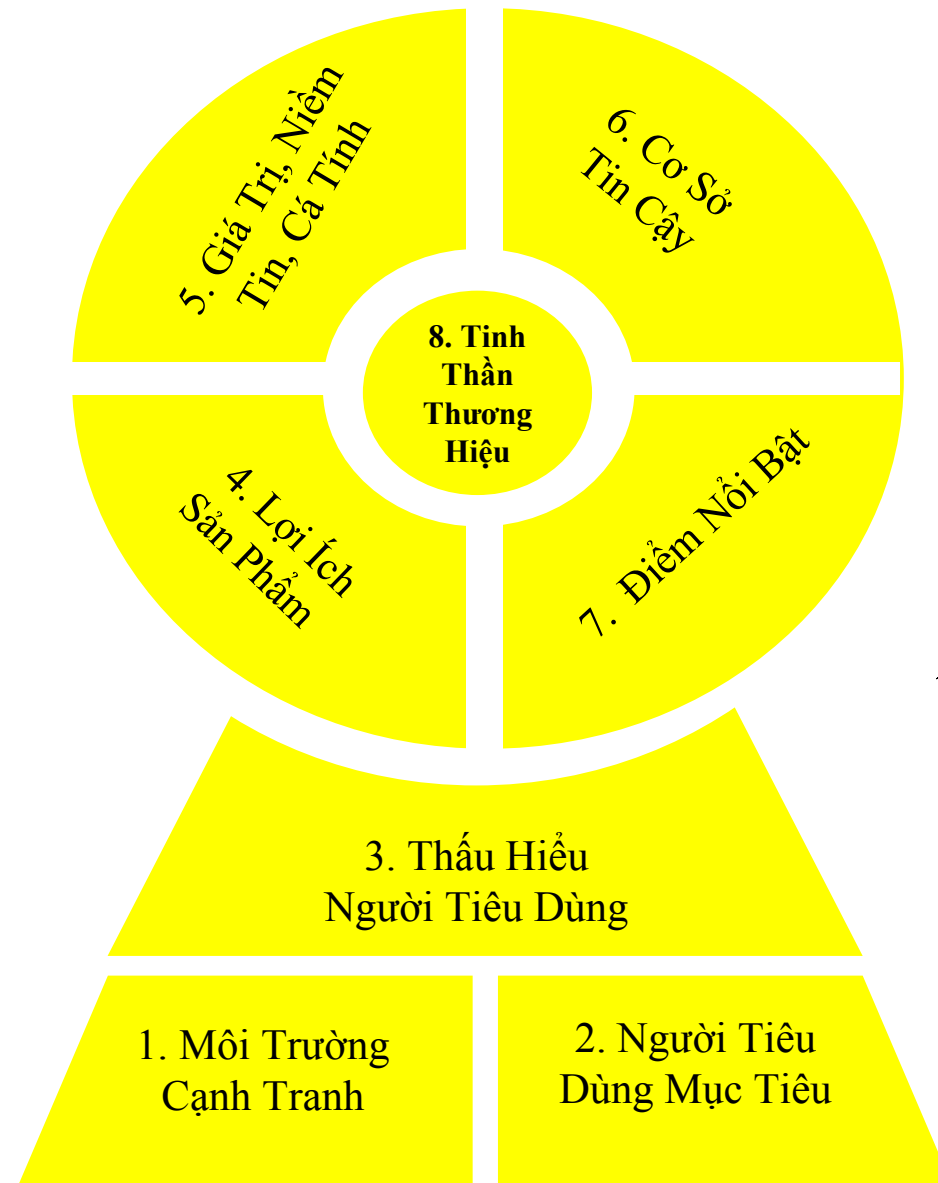 5. Giá Trị, Niềm
Tin, Cá Tính
6. Cơ Sở
Tin Cậy
8. Tinh
Thần
Thương
Hiệu
4. Lợi Ích
Sản Phẩm
7. Điểm Nổi Bật
3. Thấu Hiểu
Người Tiêu Dùng
1. Môi Trường
Cạnh Tranh
2. Người Tiêu
Dùng Mục Tiêu